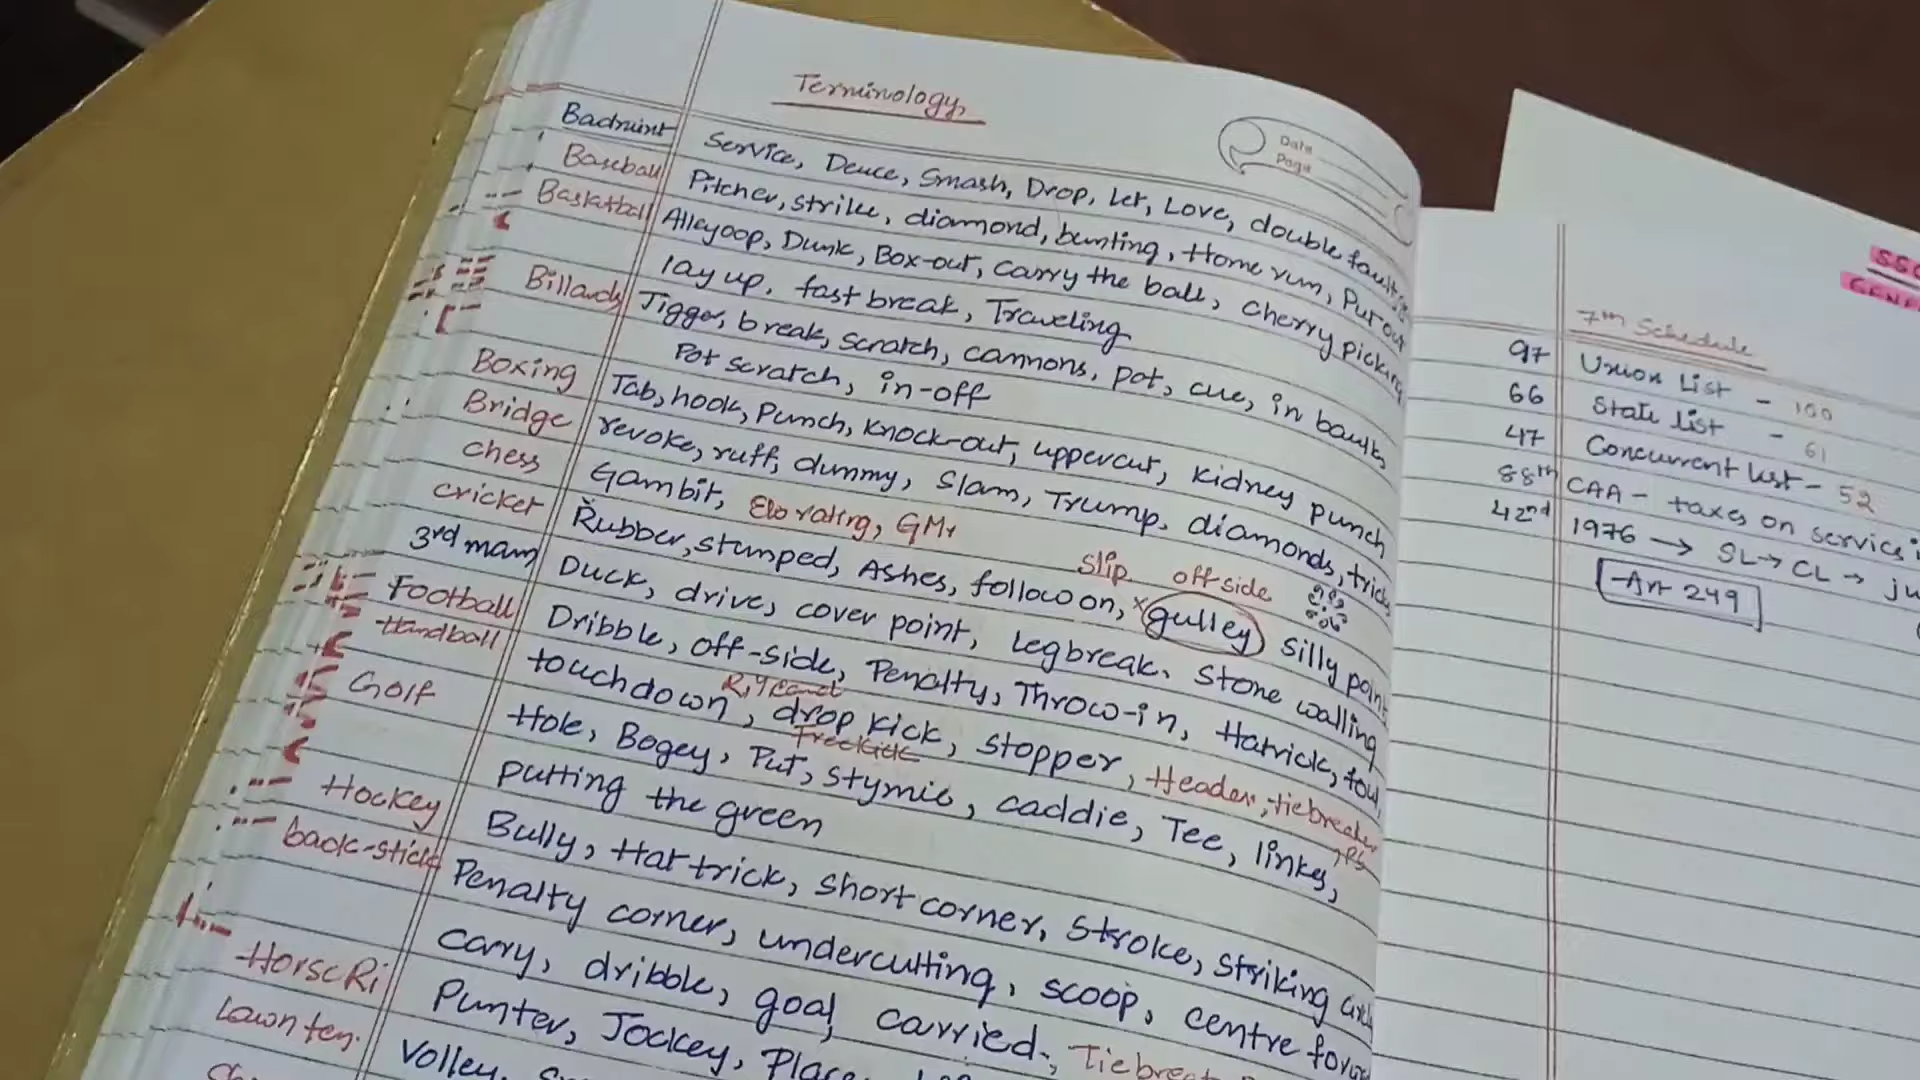 Terminology
Date
Page
Badmint Service, Deuce, Smash, Drop, Let, Love, double fault
Baseball Pitcher, strike, diamond, bunting, Home run, Put out
Basketball Alleyoop, Dunk, Box-out, carry the ball, cherry picking
lay up, fast break, Traveling
Billards Jigger, break, scratch, cannons, pot, cue, in baulk,
Pot scratch, in-off
Boxing Tab, hook, Punch, knock-out, uppercut, kidney punch
Bridge revoke, ruff, dummy, Slam, Trump, diamonds, trick
chess Gambit, Elo rating, GM
slip off side
cricket Rubber, stumped, Ashes, follow on, gulley silly point
3rd man Duck, drive, cover point, legbreak, Stone walling
Football Dribble, off-side, Penalty, Throw-in, Hatrick, foul,
Handball touchdown, drop kick, stopper, Header, tiebreaker
Free kick
Golf Hole, Bogey, Put, stymie, caddie, Tee, links,
putting the green
Hockey Bully, Hat trick, short corner, Stroke, Striking
back-stick Penalty corner, undercutting, scoop, centre
carry, dribble, goal, carried,
Horse Ri Punter, Jockey,
Lawn ten. Volley,
7th Schedule
97 Union List - 100
66 State list - 61
47 Concurrent list - 52
88th CAA - taxes on service
42nd 1976 → SL → CL →
Art 249